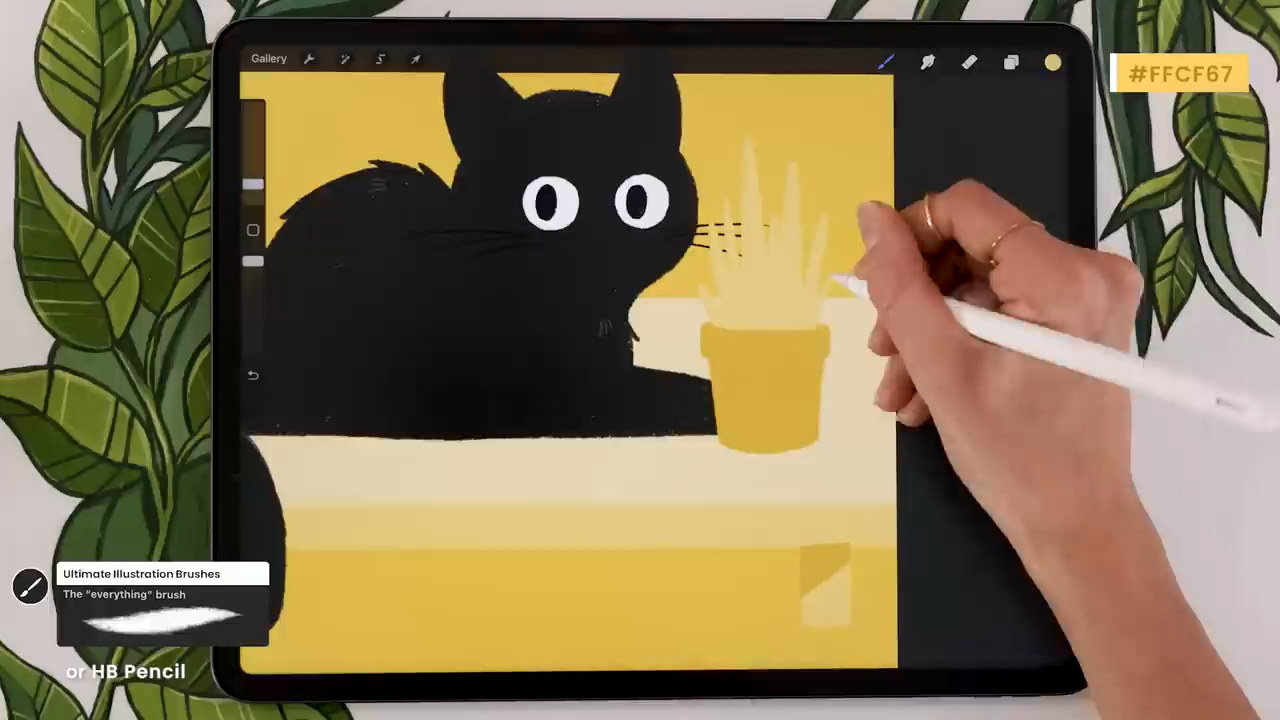 Gallery
#FFCF67
Ultimate Illustration Brushes
The "everything" brush
or HB Pencil